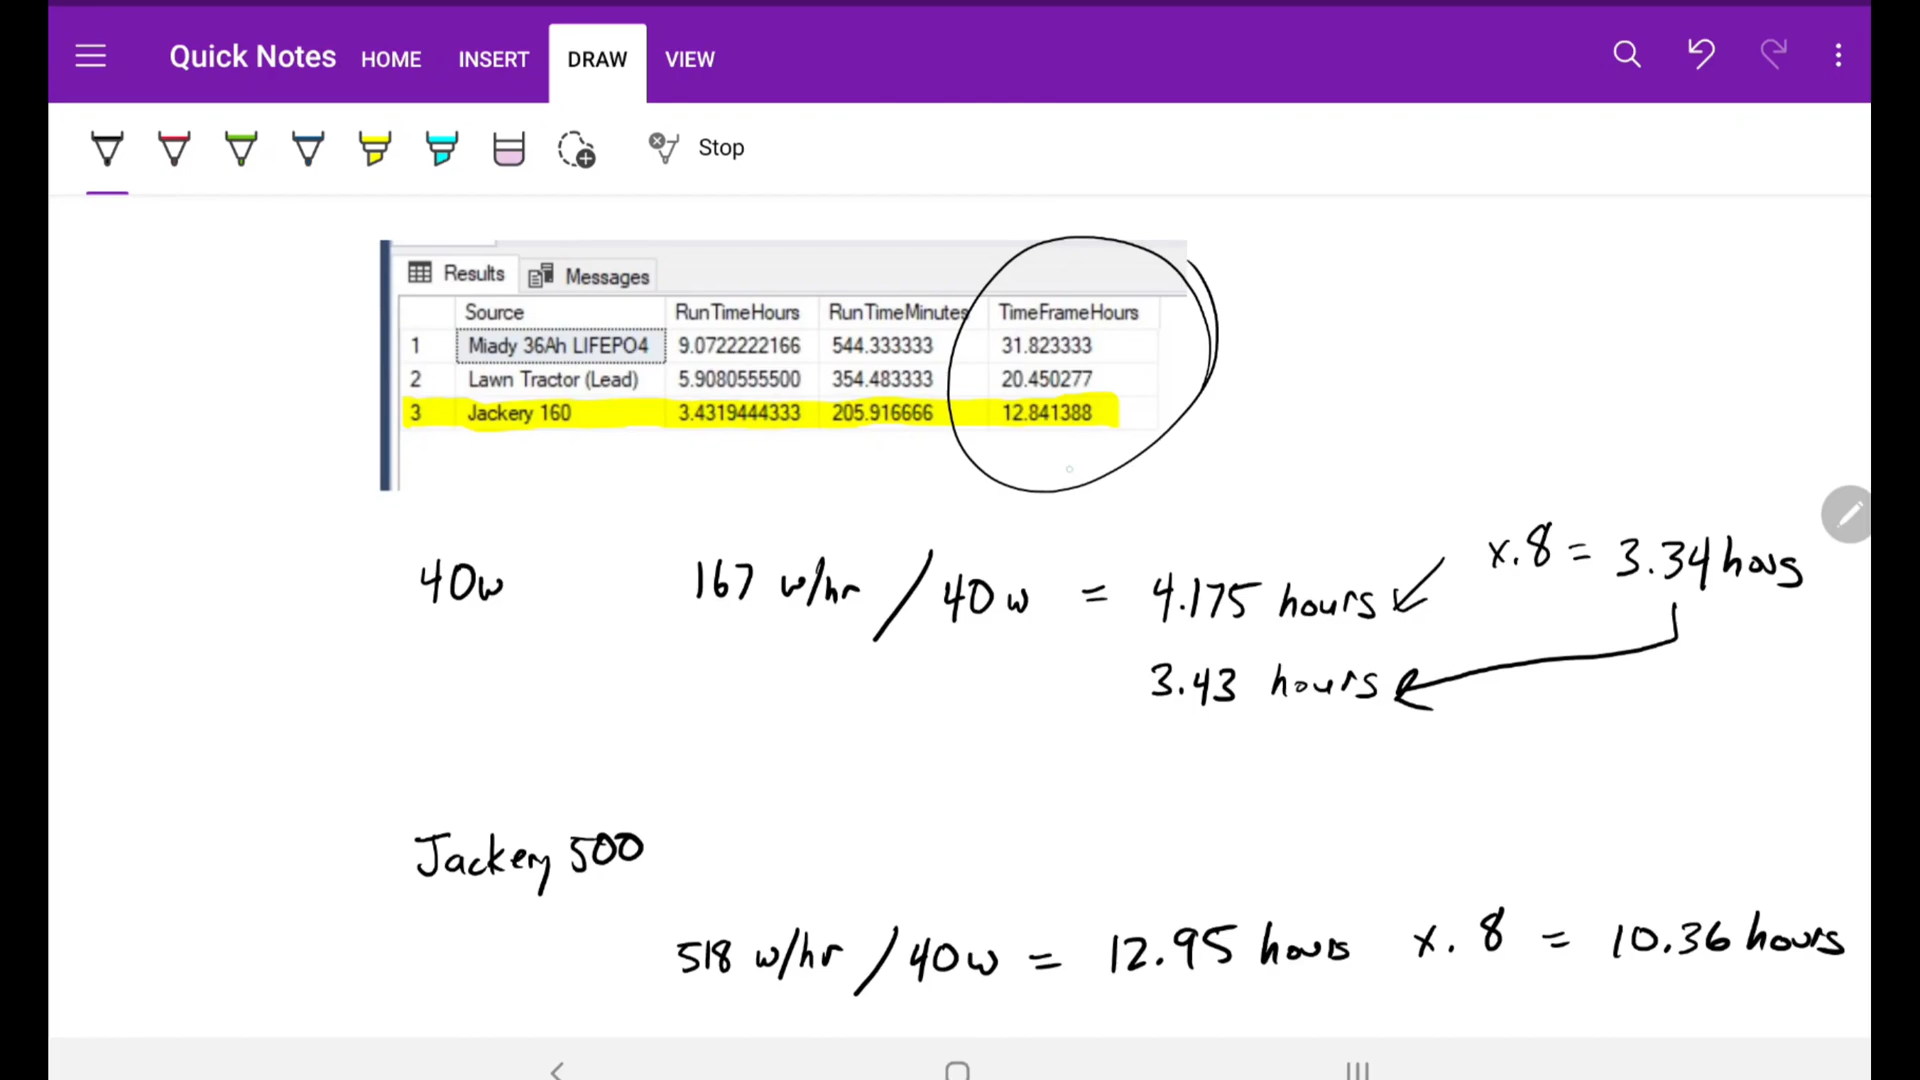 Quick Notes HOME INSERT DRAW VIEW
Stop
Results Messages
Source RunTimeHours RunTimeMinutes TimeFrameHours
1 Miady 36Ah LIFEPO4 9.0722222166 544.333333 31.823333
2 Lawn Tractor (Lead) 5.9080555500 354.483333 20.450277
3 Jackery 160 3.4319444333 205.916666 12.841388
x.8 = 3.34 hours
40w 167 w/hr / 40 w = 4.175 hours
3.43 hours
Jackery 500
518 w/hr / 40w = 12.95 hours x.8 = 10.36 hours